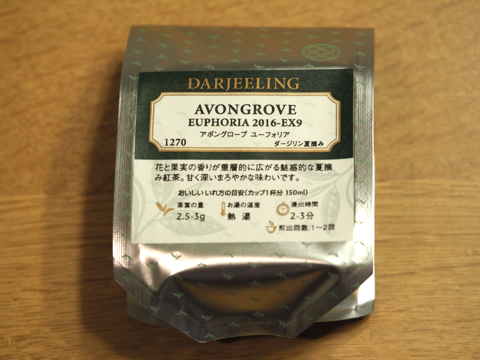 DARJEELING
AVONGROVE
EUPHORIA 2016-EX9
アボングローブ ユーフォリア
1270 ダージリン夏摘み
花と果実の香りが重層的に広がる魅惑的な夏摘
み紅茶。甘く深いまろやかな味わいです。
おいしいいれ方の目安(カップ1杯分 150ml)
茶葉の量 お湯の温度 浸出時間
2.5-3g 熱湯 2-3分
煎出回数:1〜2回